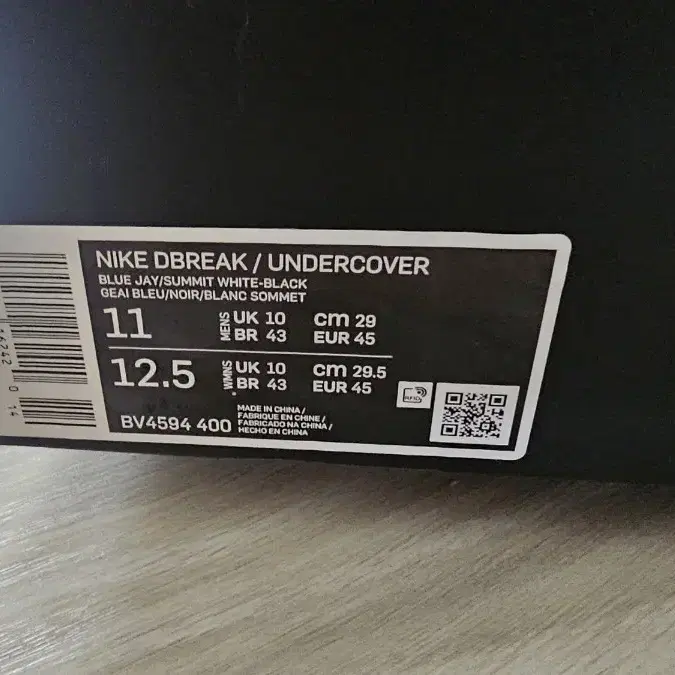 NIKE DBREAK / UNDERCOVER
BLUE JAY/SUMMIT WHITE-BLACK
GEAI BLEU/NOIR/BLANC SOMMET
11 MENS UK 10 cm 29
BR 43 EUR 45
12.5 WMNS UK 10 cm 29.5
BR 43 EUR 45
BV4594 400
MADE IN CHINA /
FABRIQUE EN CHINE /
FABRICADO NA CHINA /
HECHO EN CHINA
RFID